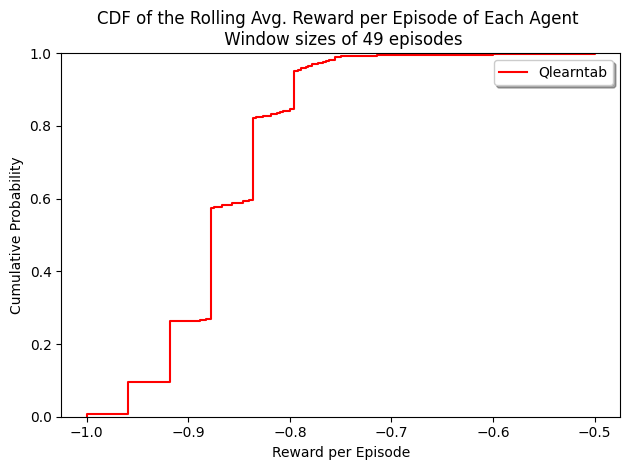 CDF of the Rolling Avg. Reward per Episode of Each Agent
Window sizes of 49 episodes
Qlearntab
Cumulative Probability
1.0
0.8
0.6
0.4
0.2
0.0
−1.0 −0.9 −0.8 −0.7 −0.6 −0.5
Reward per Episode